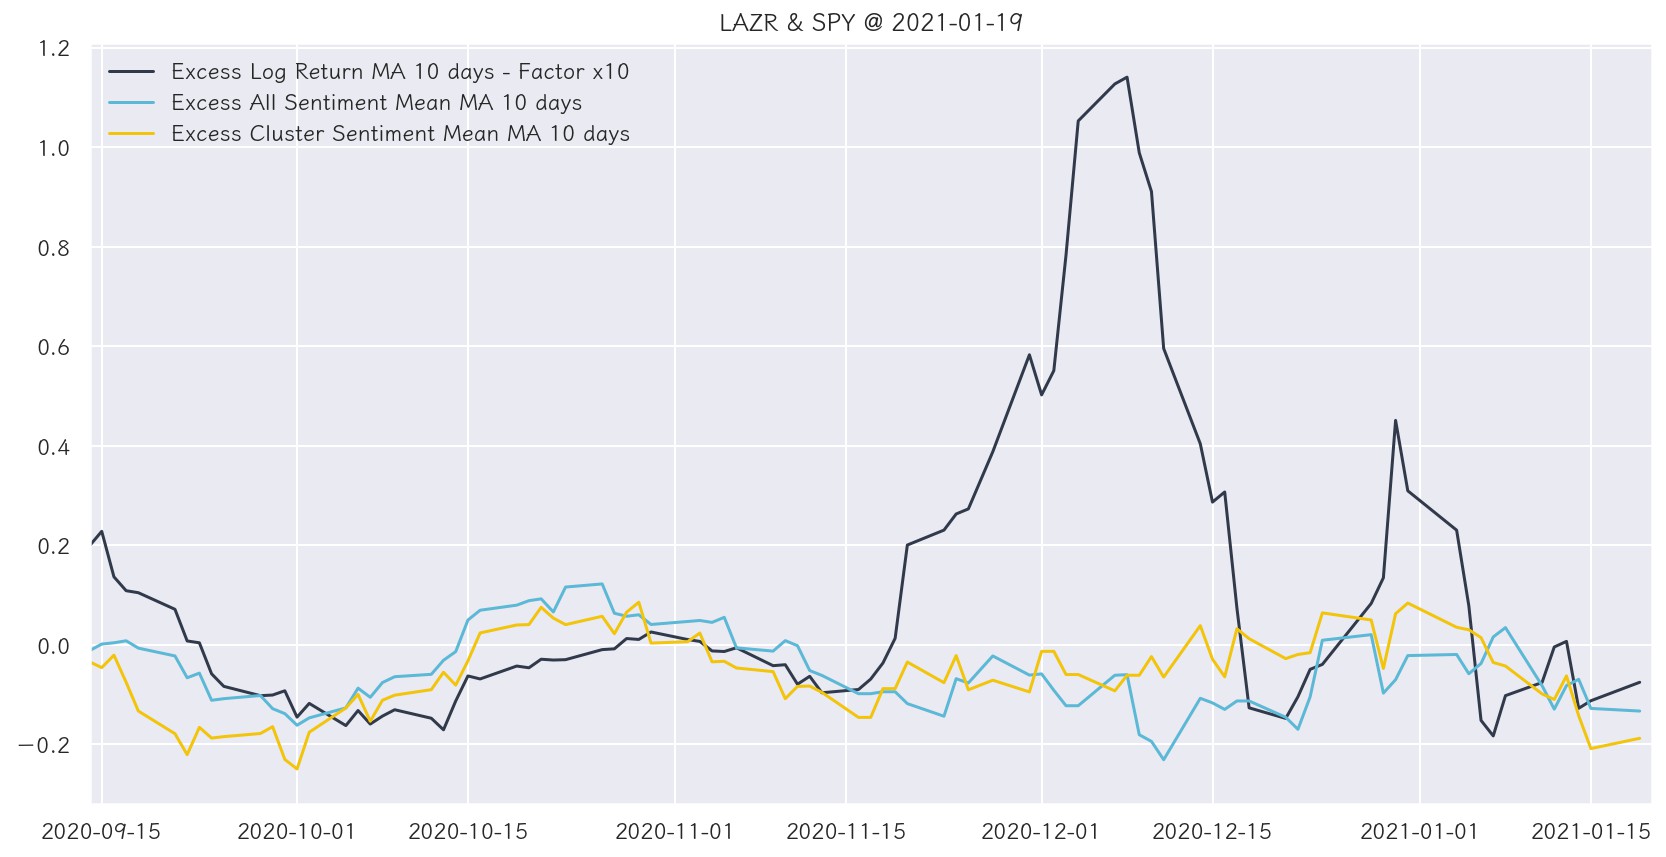 LAZR & SPY @ 2021-01-19
1.2
1.0
0.8
0.6
0.4
0.2
0.0
−0.2
Excess Log Return MA 10 days - Factor x10
Excess All Sentiment Mean MA 10 days
Excess Cluster Sentiment Mean MA 10 days
2020-09-15 2020-10-01 2020-10-15 2020-11-01 2020-11-15 2020-12-01 2020-12-15 2021-01-01 2021-01-15